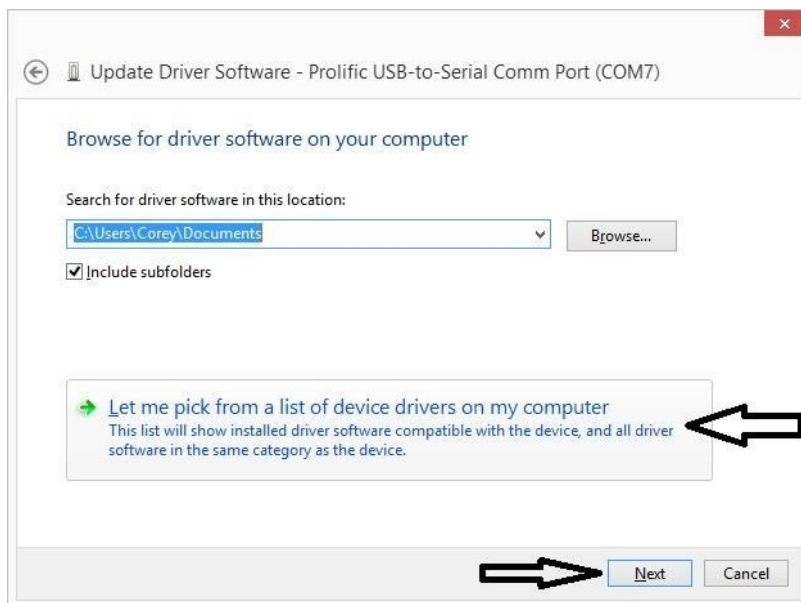 Update Driver Software - Prolific USB-to-Serial Comm Port (COM7)
Browse for driver software on your computer
Search for driver software in this location:
C:\Users\Corey\Documents
Browse...
Include subfolders
Let me pick from a list of device drivers on my computer
This list will show installed driver software compatible with the device, and all driver
software in the same category as the device.
Next
Cancel